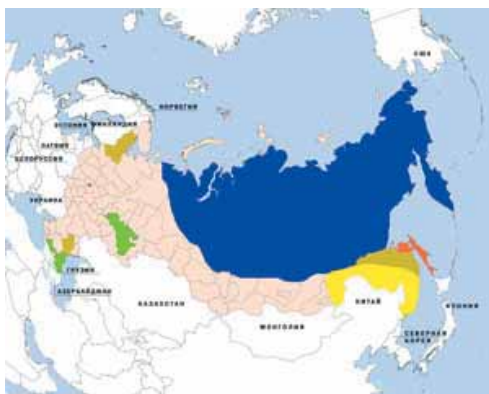 США
НОРВЕГИЯ
ЭСТОНИЯ
ФИНЛЯНДИЯ
ЛАТВИЯ
БЕЛОРУССИЯ
УКРАИНА
ГРУЗИЯ
АЗЕРБАЙДЖАН
КАЗАХСТАН
МОНГОЛИЯ
КИТАЙ
ЯПОНИЯ
СЕВЕРНАЯ
КОРЕЯ